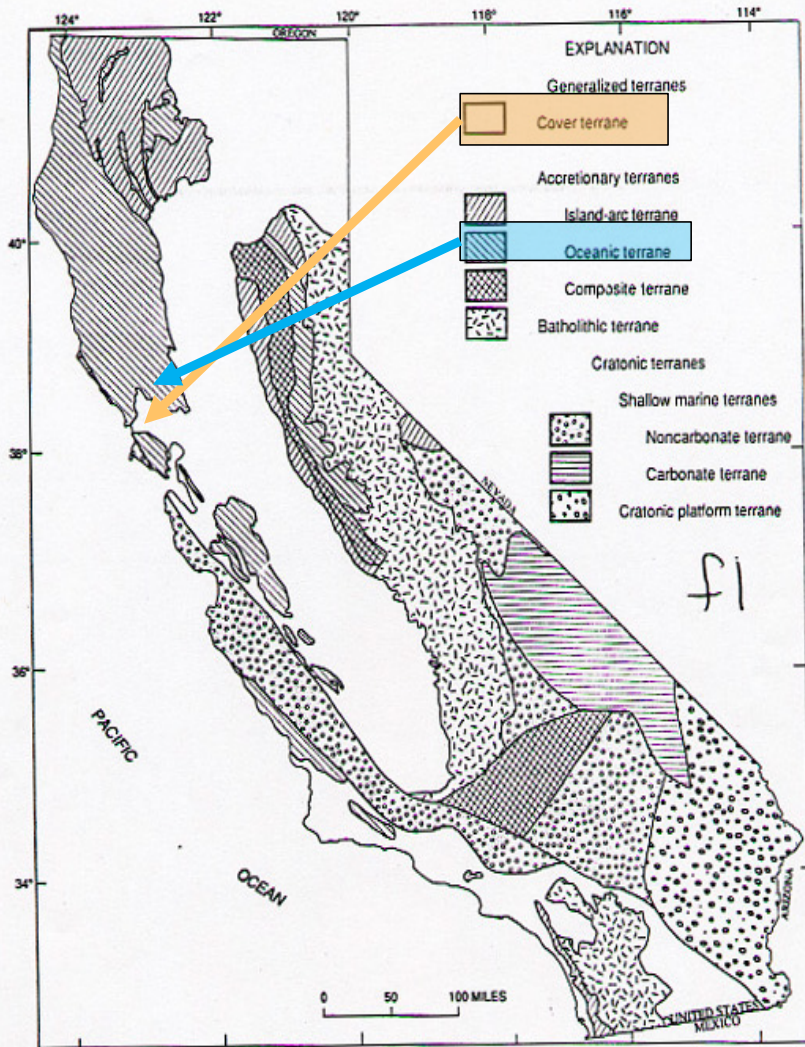 124° 122° 120° 118° 116° 114°
OREGON
EXPLANATION
Generalized terranes
Cover terrane
Accretionary terranes
Island-arc terrane
40°
Oceanic terrane
Composite terrane
Batholithic terrane
Cratonic terranes
Shallow marine terranes
Noncarbonate terrane
38°
Carbonate terrane
NEVADA
Cratonic platform terrane
f1
36°
PACIFIC
34°
OCEAN
ARIZONA
0 50 100 MILES
UNITED STATES
MEXICO